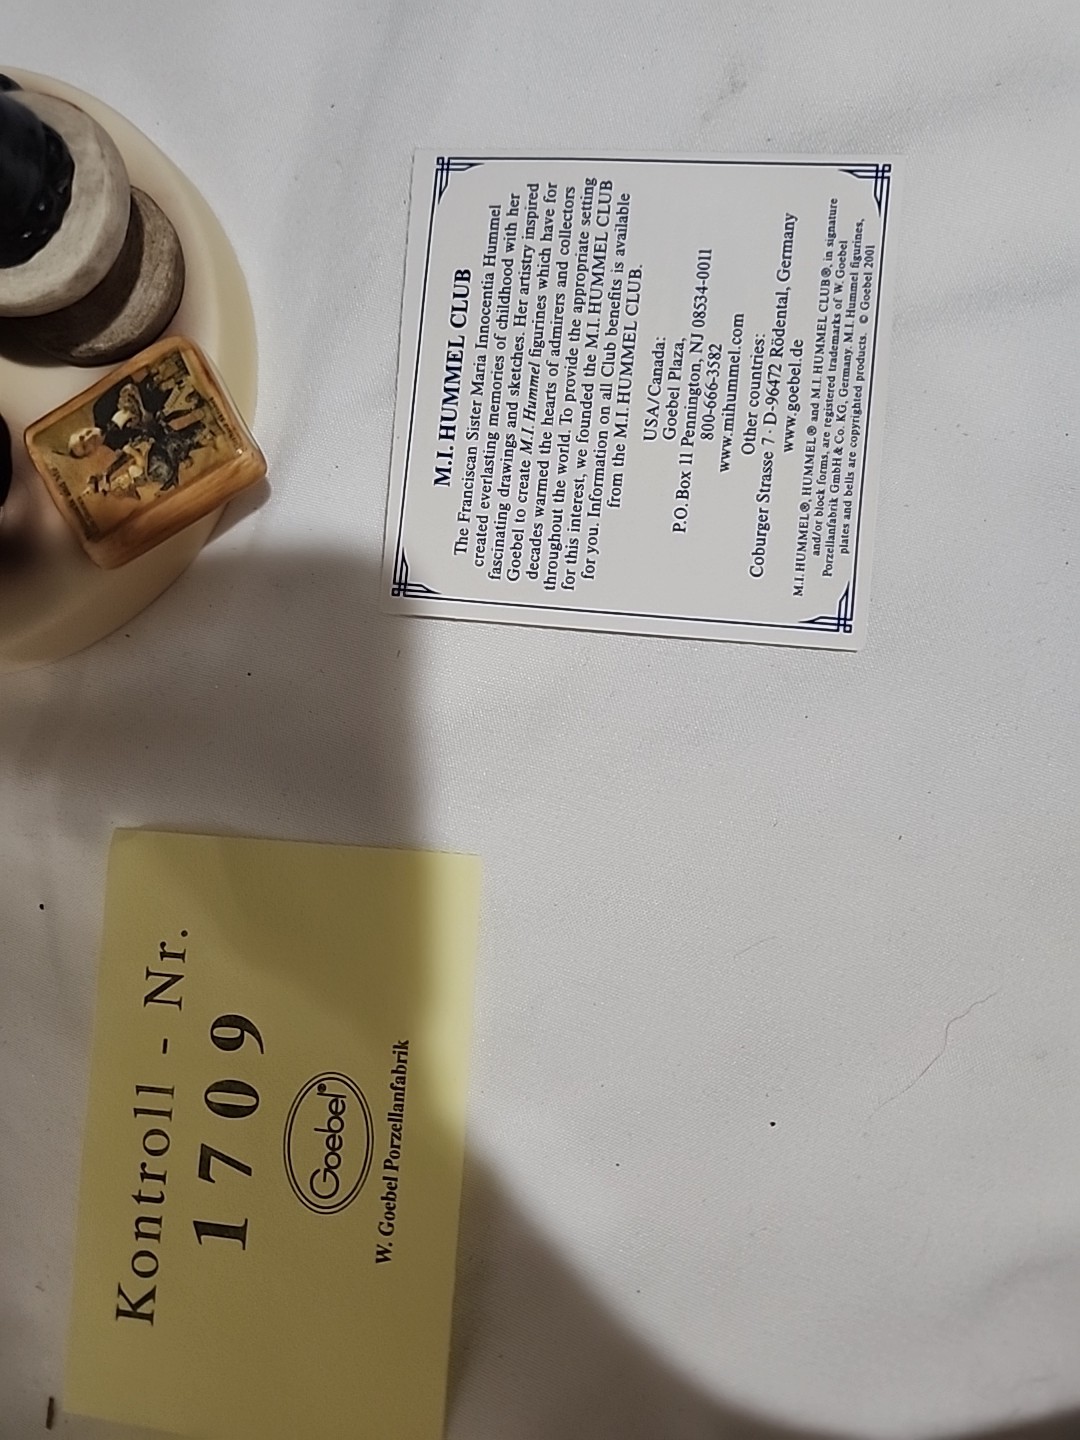 M.I. HUMMEL CLUB
The Franciscan Sister Maria Innocentia Hummel
created everlasting memories of childhood with her
fascinating drawings and sketches. Her artistry inspired
Goebel to create M.I. Hummel figurines which have for
decades warmed the hearts of admirers and collectors
throughout the world. To provide the appropriate setting
for this interest, we founded the M.I. HUMMEL CLUB
for you. Information on all Club benefits is available
from the M.I. HUMMEL CLUB.
USA/Canada:
Goebel Plaza,
P.O. Box 11 Pennington, NJ 08534-0011
800-666-3582
www.mihummel.com
Other countries:
Coburger Strasse 7 · D-96472 Rödental, Germany
www.goebel.de
M.I. HUMMEL®, HUMMEL® and M.I. HUMMEL CLUB®, in signature
and/or block forms, are registered trademarks of W. Goebel
Porzellanfabrik GmbH & Co. KG, Germany. M.I. Hummel figurines,
plates and bells are copyrighted products. © Goebel 2001
Kontroll - Nr.
1709
Goebel®
W. Goebel Porzellanfabrik